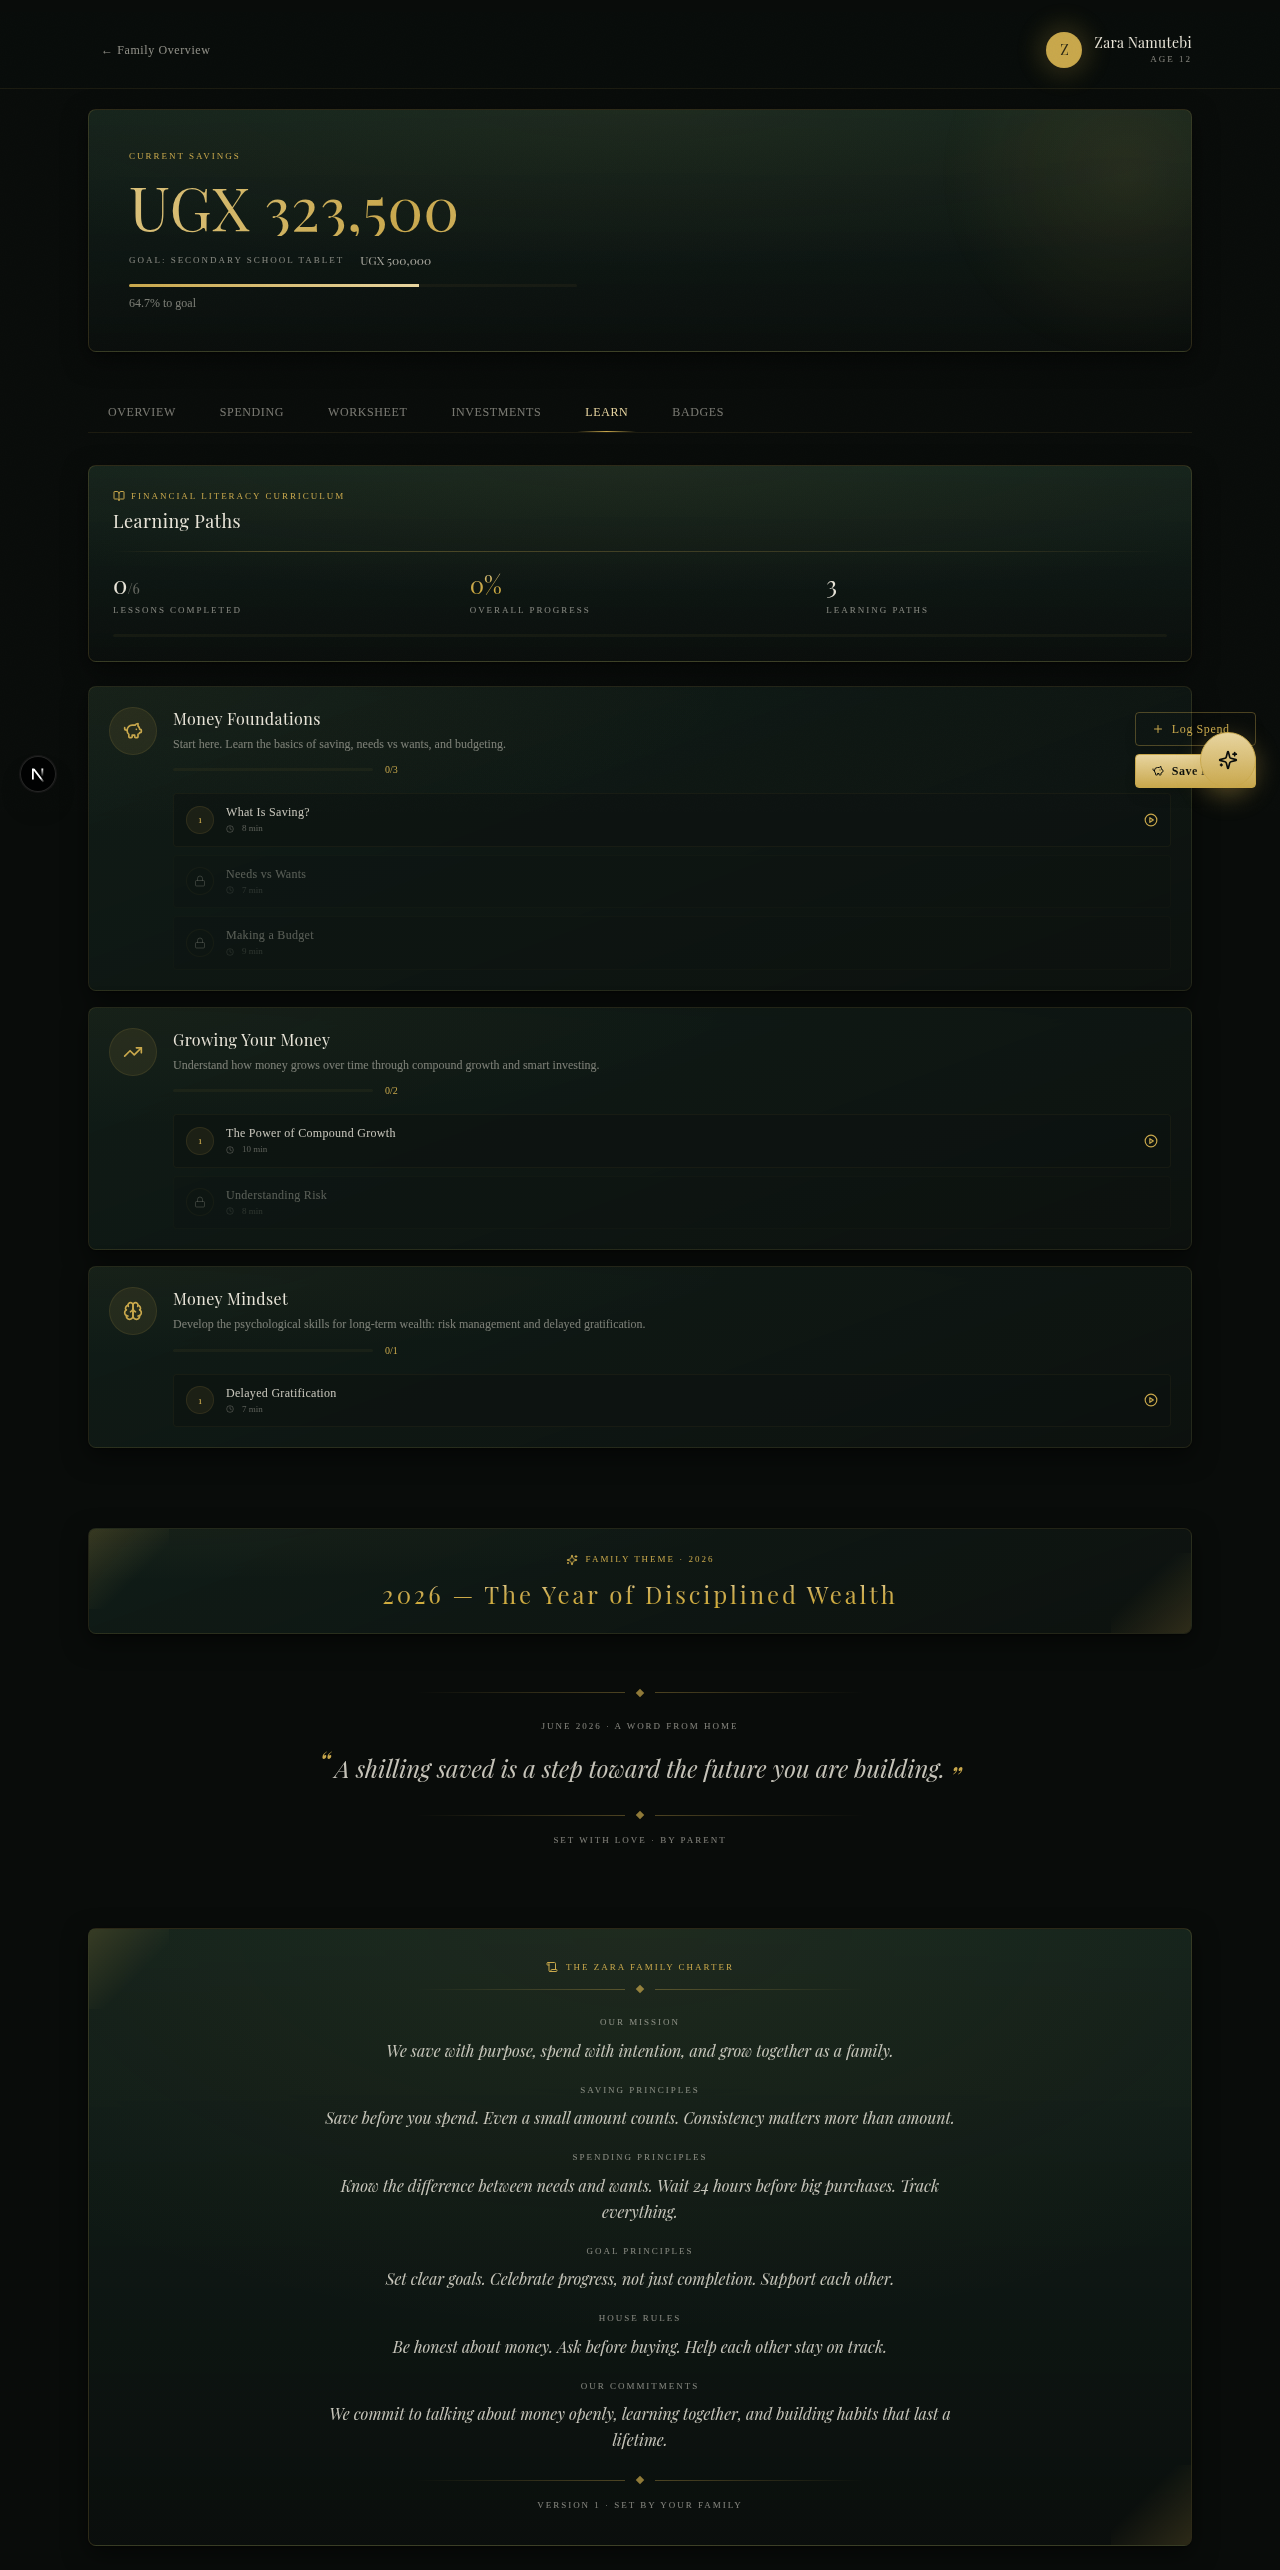 ← Family Overview
Z
Zara Namutebi
AGE 12
CURRENT SAVINGS
UGX 323,500
GOAL: SECONDARY SCHOOL TABLET UGX 500,000
64.7% to goal
OVERVIEW SPENDING WORKSHEET INVESTMENTS LEARN BADGES
FINANCIAL LITERACY CURRICULUM
Learning Paths
0/6 0% 3
LESSONS COMPLETED OVERALL PROGRESS LEARNING PATHS
Money Foundations
Start here. Learn the basics of saving, needs vs wants, and budgeting.
0/3
+ Log Spend
Save
N
1
What Is Saving?
8 min
Needs vs Wants
7 min
Making a Budget
9 min
Growing Your Money
Understand how money grows over time through compound growth and smart investing.
0/2
1
The Power of Compound Growth
10 min
Understanding Risk
8 min
Money Mindset
Develop the psychological skills for long-term wealth: risk management and delayed gratification.
0/1
1
Delayed Gratification
7 min
FAMILY THEME · 2026
2026 — The Year of Disciplined Wealth
JUNE 2026 · A WORD FROM HOME
“ A shilling saved is a step toward the future you are building. ”
SET WITH LOVE · BY PARENT
THE ZARA FAMILY CHARTER
OUR MISSION
We save with purpose, spend with intention, and grow together as a family.
SAVING PRINCIPLES
Save before you spend. Even a small amount counts. Consistency matters more than amount.
SPENDING PRINCIPLES
Know the difference between needs and wants. Wait 24 hours before big purchases. Track
everything.
GOAL PRINCIPLES
Set clear goals. Celebrate progress, not just completion. Support each other.
HOUSE RULES
Be honest about money. Ask before buying. Help each other stay on track.
OUR COMMITMENTS
We commit to talking about money openly, learning together, and building habits that last a
lifetime.
VERSION 1 · SET BY YOUR FAMILY